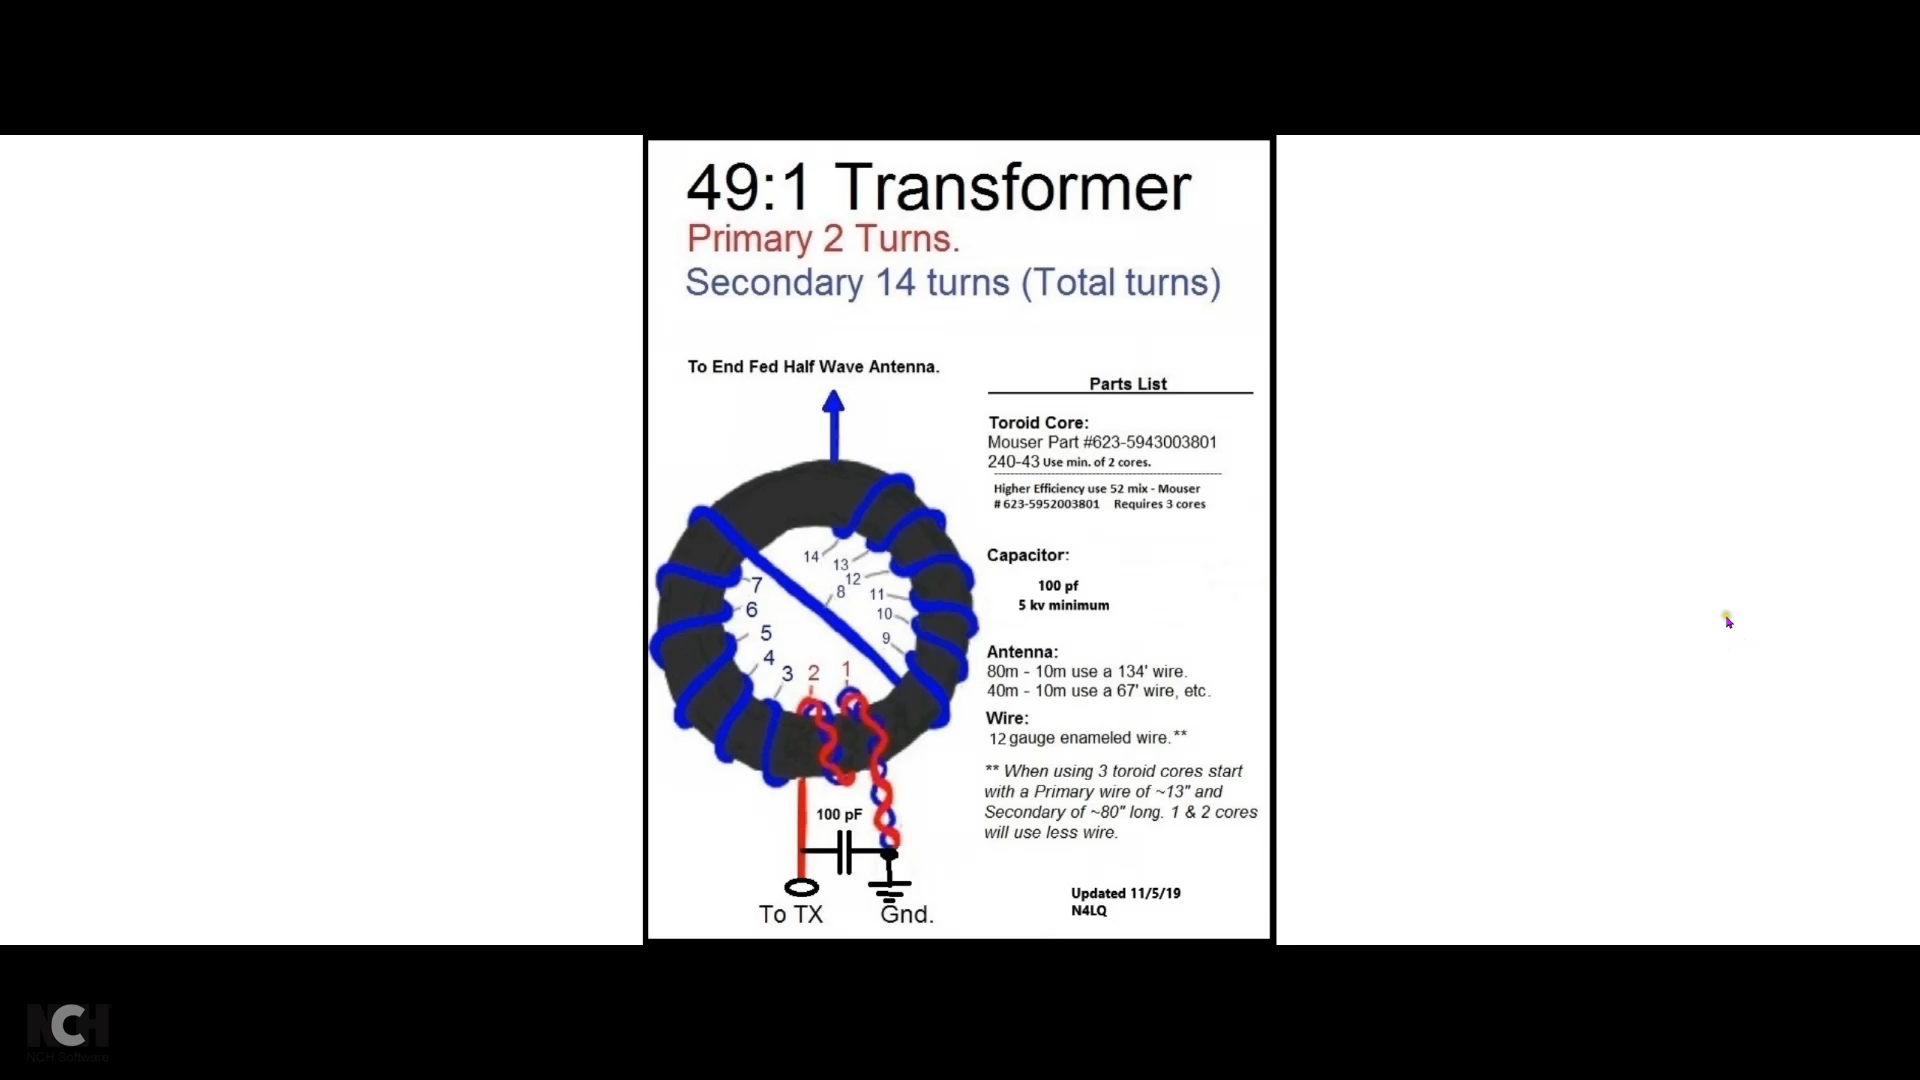 49:1 Transformer
Primary 2 Turns.
Secondary 14 turns (Total turns)
To End Fed Half Wave Antenna.
Parts List
Toroid Core:
Mouser Part #623-5943003801
240-43 Use min. of 2 cores.
Higher Efficiency use 52 mix - Mouser
# 623-5952003801 Requires 3 cores
14
13
12
8
11
10
9
7
6
5
4
3
2
1
Capacitor:
100 pf
5 kv minimum
Antenna:
80m - 10m use a 134' wire.
40m - 10m use a 67' wire, etc.
Wire:
12 gauge enameled wire.**
** When using 3 toroid cores start
with a Primary wire of ~13" and
Secondary of ~80" long. 1 & 2 cores
will use less wire.
100 pF
To TX
Gnd.
Updated 11/5/19
N4LQ
NCH
NCH Software